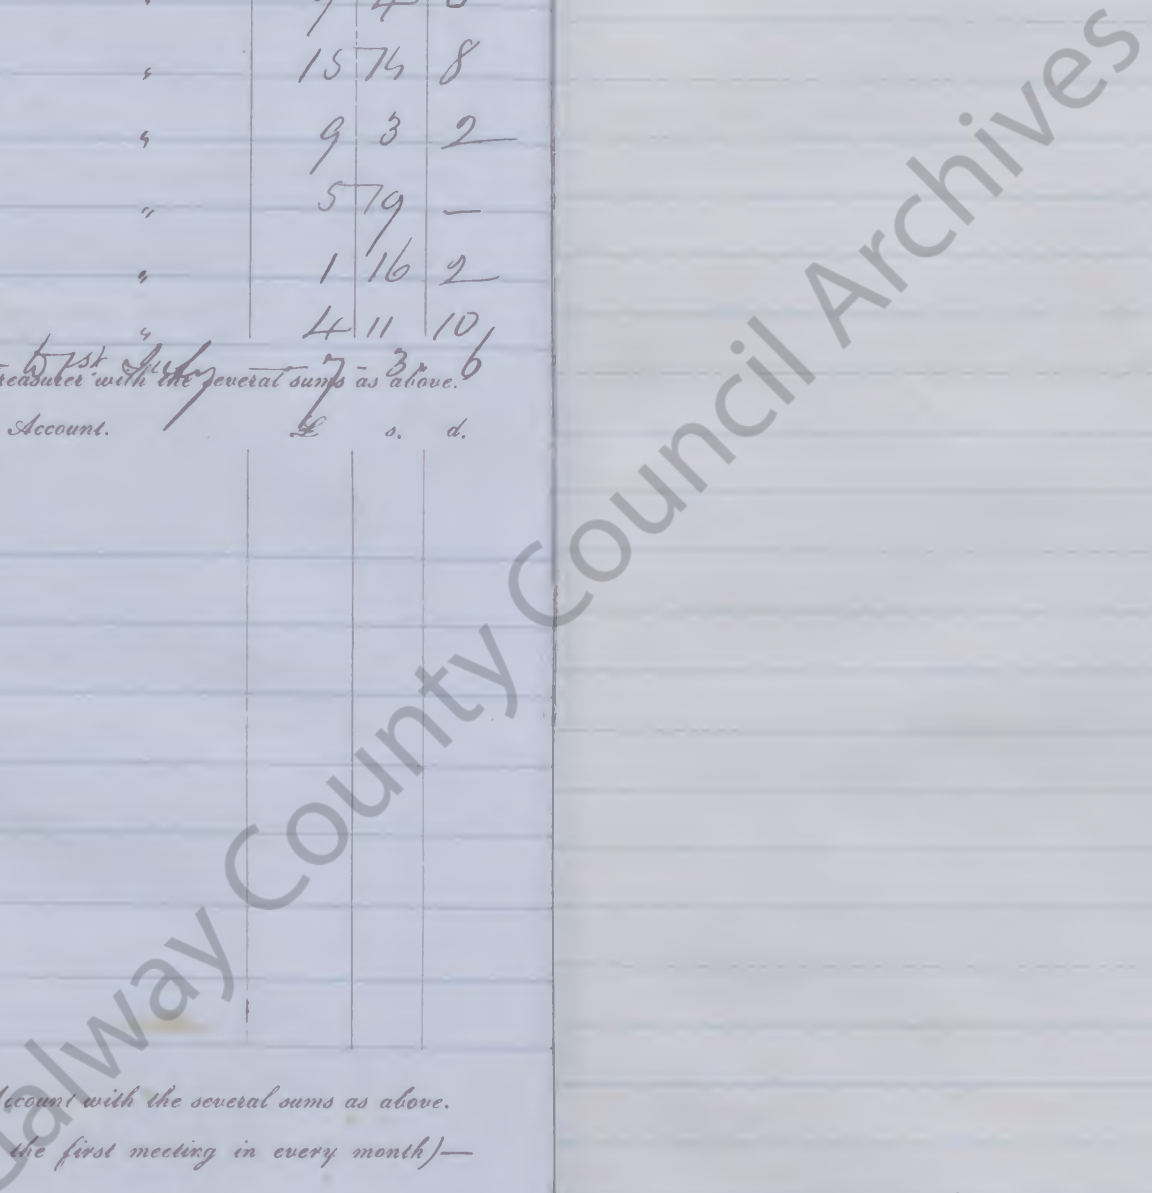 " 15 14 8
" 9 3 2
" 5 19 —
" 1 16 2
" 4 11 10
1st July — 7 - 3 . 6
reasurer with the several sums as above.
Account. £ s. d.
ccount with the several sums as above.
the first meeting in every month)—
Galway County Council Archives